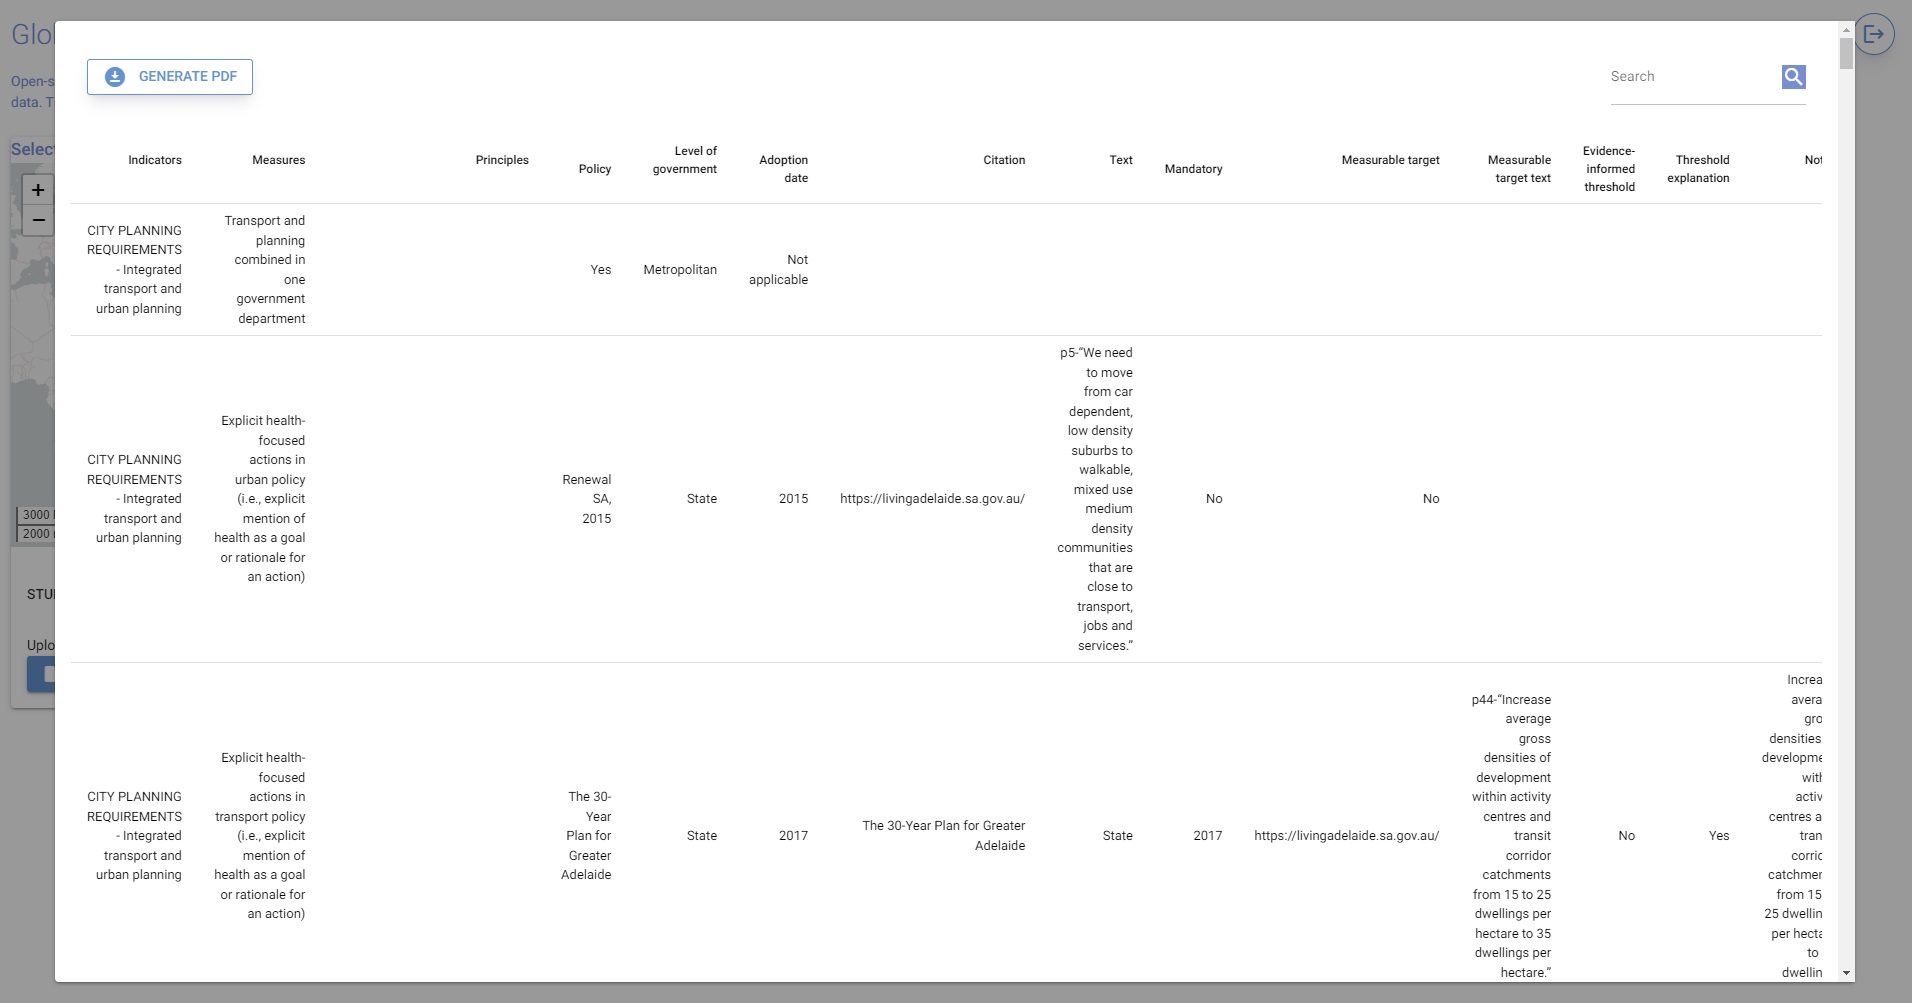 Glo
Open-s
data. T
Select
+
−
3000
2000
STU
Uplo
GENERATE PDF
Search
Indicators
Measures
Principles
Policy
Level of
government
Adoption
date
Citation
Text
Mandatory
Measurable target
Measurable
target text
Evidence-
informed
threshold
Threshold
explanation
Not
CITY PLANNING
REQUIREMENTS
- Integrated
transport and
urban planning
Transport and
planning
combined in
one
government
department
Yes
Metropolitan
Not
applicable
CITY PLANNING
REQUIREMENTS
- Integrated
transport and
urban planning
Explicit health-
focused
actions in
urban policy
(i.e., explicit
mention of
health as a goal
or rationale for
an action)
Renewal
SA,
2015
State
2015
https://livingadelaide.sa.gov.au/
p5-“We need
to move
from car
dependent,
low density
suburbs to
walkable,
mixed use
medium
density
communities
that are
close to
transport,
jobs and
services.”
No
No
CITY PLANNING
REQUIREMENTS
- Integrated
transport and
urban planning
Explicit health-
focused
actions in
transport policy
(i.e., explicit
mention of
health as a goal
or rationale for
an action)
The 30-
Year
Plan for
Greater
Adelaide
State
2017
The 30-Year Plan for Greater
Adelaide
State
2017
https://livingadelaide.sa.gov.au/
p44-“Increase
average
gross
densities of
development
within activity
centres and
transit
corridor
catchments
from 15 to 25
dwellings per
hectare to 35
dwellings per
hectare.”
No
Yes
Increa
avera
gro
densities
developme
with
activ
centres a
tran
corric
catchmer
from 15
25 dwellin
per hecta
to
dwellin